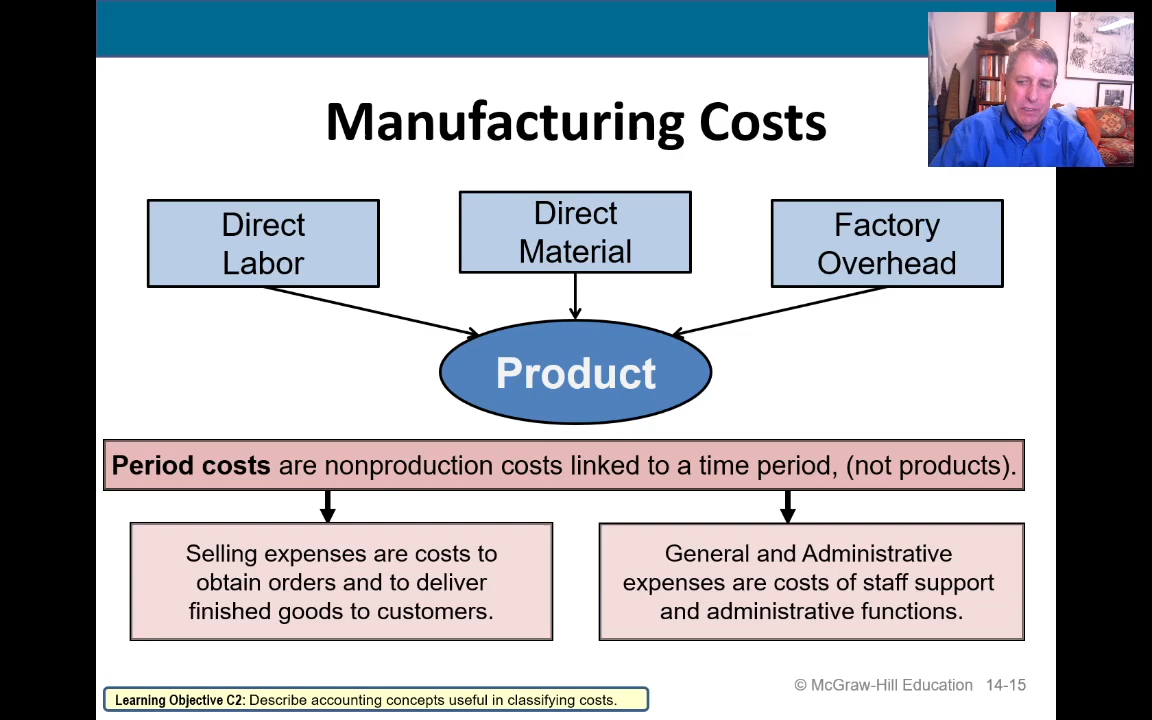 Manufacturing Costs
Direct
Labor
Direct
Material
Factory
Overhead
Product
Period costs are nonproduction costs linked to a time period, (not products).
Selling expenses are costs to
obtain orders and to deliver
finished goods to customers.
General and Administrative
expenses are costs of staff support
and administrative functions.
Learning Objective C2: Describe accounting concepts useful in classifying costs.
© McGraw-Hill Education 14-15